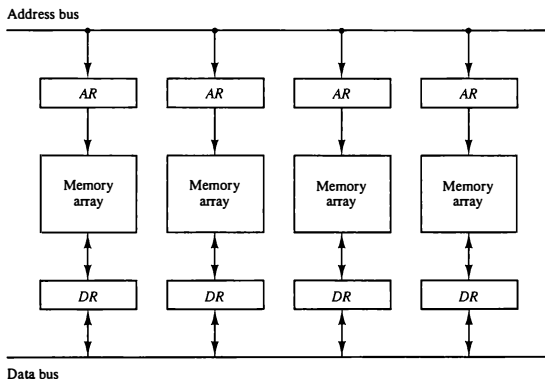 Address bus
AR AR AR AR
Memory array Memory array Memory array Memory array
DR DR DR DR
Data bus